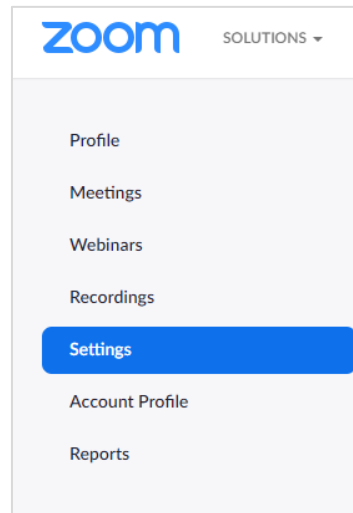 zoom SOLUTIONS
Profile
Meetings
Webinars
Recordings
Settings
Account Profile
Reports